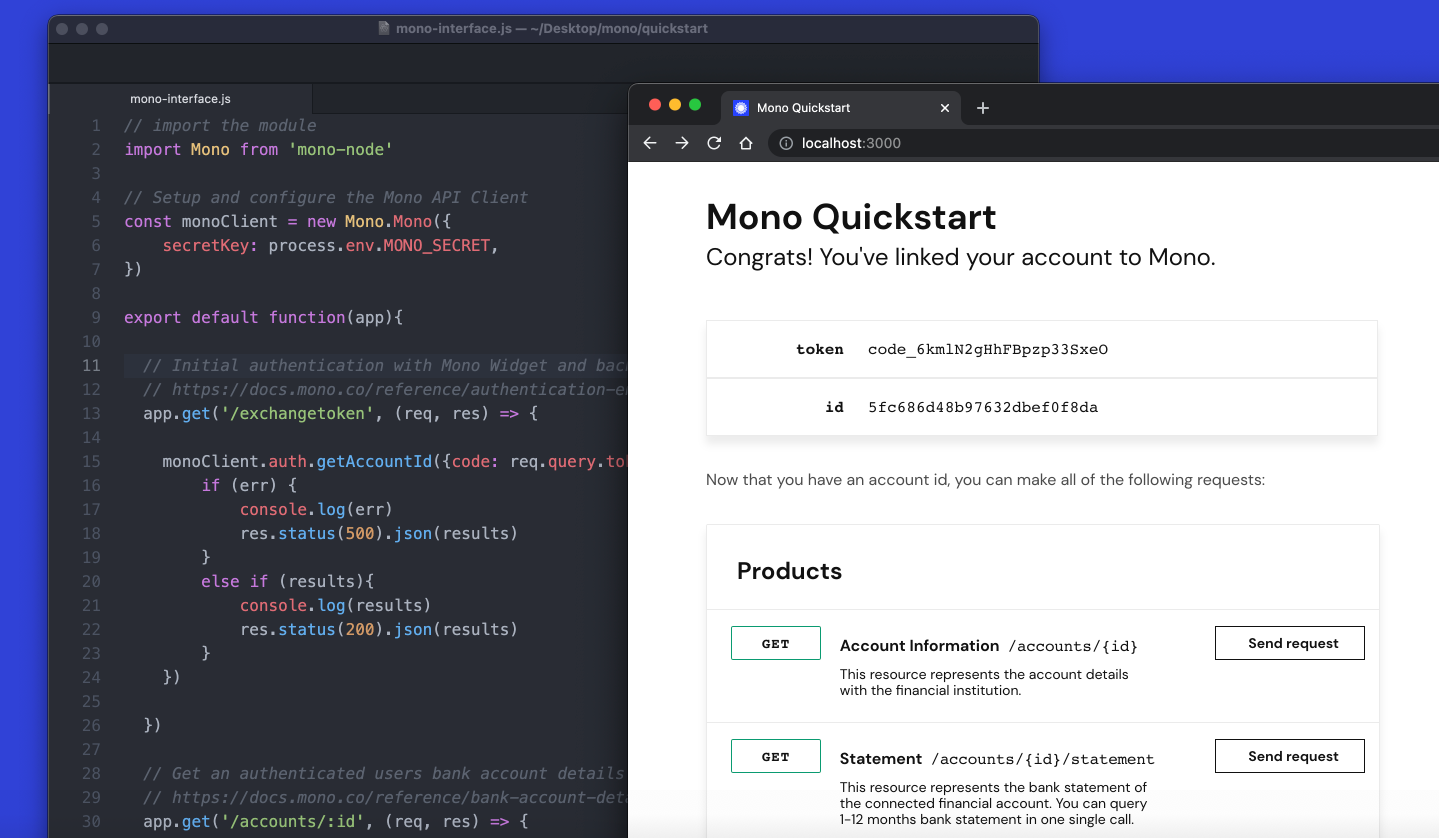 mono-interface.js — ~/Desktop/mono/quickstart
mono-interface.js
1 // import the module
2 import Mono from 'mono-node'
3
4 // Setup and configure the Mono API Client
5 const monoClient = new Mono.Mono({
6 secretKey: process.env.MONO_SECRET,
7 })
8
9 export default function(app){
10
11 // Initial authentication with Mono Widget and
12 // https://docs.mono.co/reference/authentication-
13 app.get('/exchangetoken', (req, res) => {
14
15 monoClient.auth.getAccountId({code: req.query.
16 if (err) {
17 console.log(err)
18 res.status(500).json(results)
19 }
20 else if (results){
21 console.log(results)
22 res.status(200).json(results)
23 }
24 })
25
26 })
27
28 // Get an authenticated users bank account details
29 // https://docs.mono.co/reference/bank-account-
30 app.get('/accounts/:id', (req, res) => {
Mono Quickstart
localhost:3000
Mono Quickstart
Congrats! You've linked your account to Mono.
token code_6kmlN2gHhFBpzp33SxeO
id 5fc686d48b97632dbef0f8da
Now that you have an account id, you can make all of the following requests:
Products
GET Account Information /accounts/{id} Send request
This resource represents the account details
with the financial institution.
GET Statement /accounts/{id}/statement Send request
This resource represents the bank statement of
the connected financial account. You can query
1-12 months bank statement in one single call.